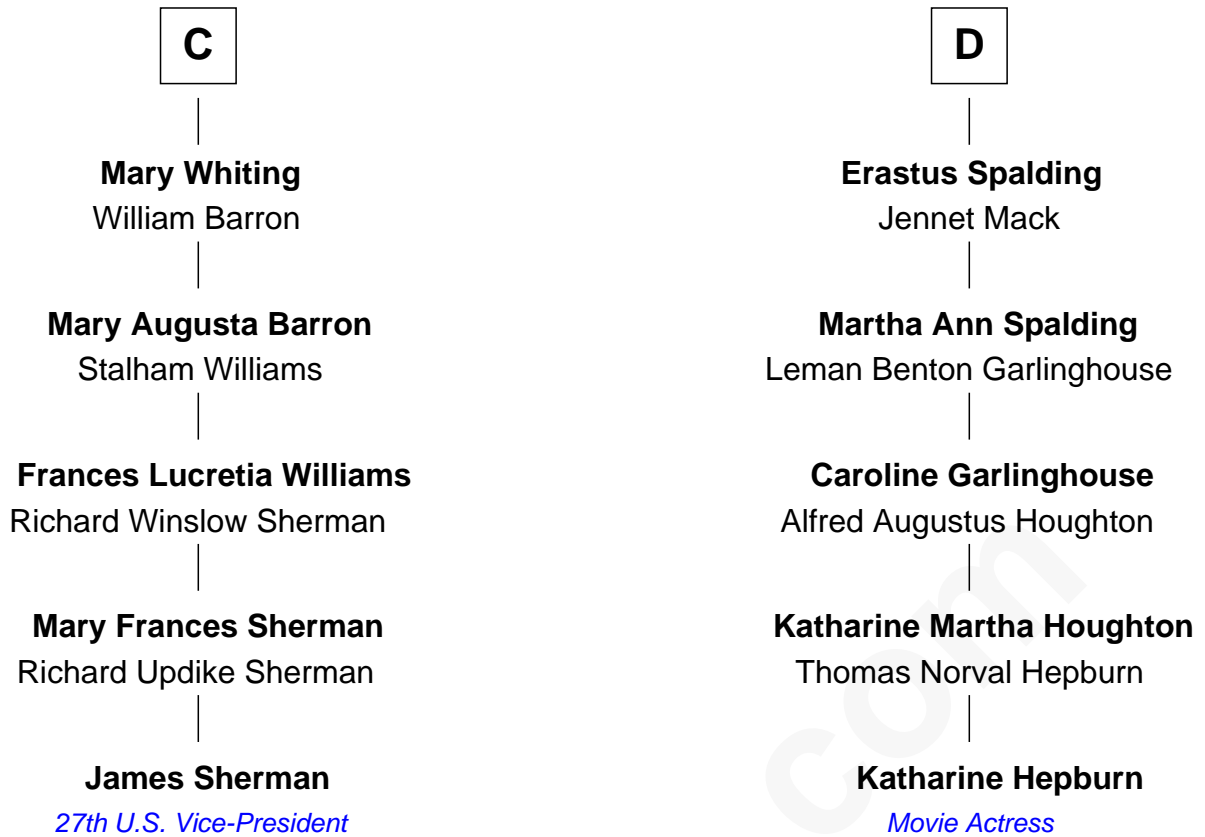 C
Mary Whiting
William Barron
Mary Augusta Barron
Stalham Williams
Frances Lucretia Williams
Richard Winslow Sherman
Mary Frances Sherman
Richard Updike Sherman
James Sherman
27th U.S. Vice-President
D
Erastus Spalding
Jennet Mack
Martha Ann Spalding
Leman Benton Garlinghouse
Caroline Garlinghouse
Alfred Augustus Houghton
Katharine Martha Houghton
Thomas Norval Hepburn
Katharine Hepburn
Movie Actress
com